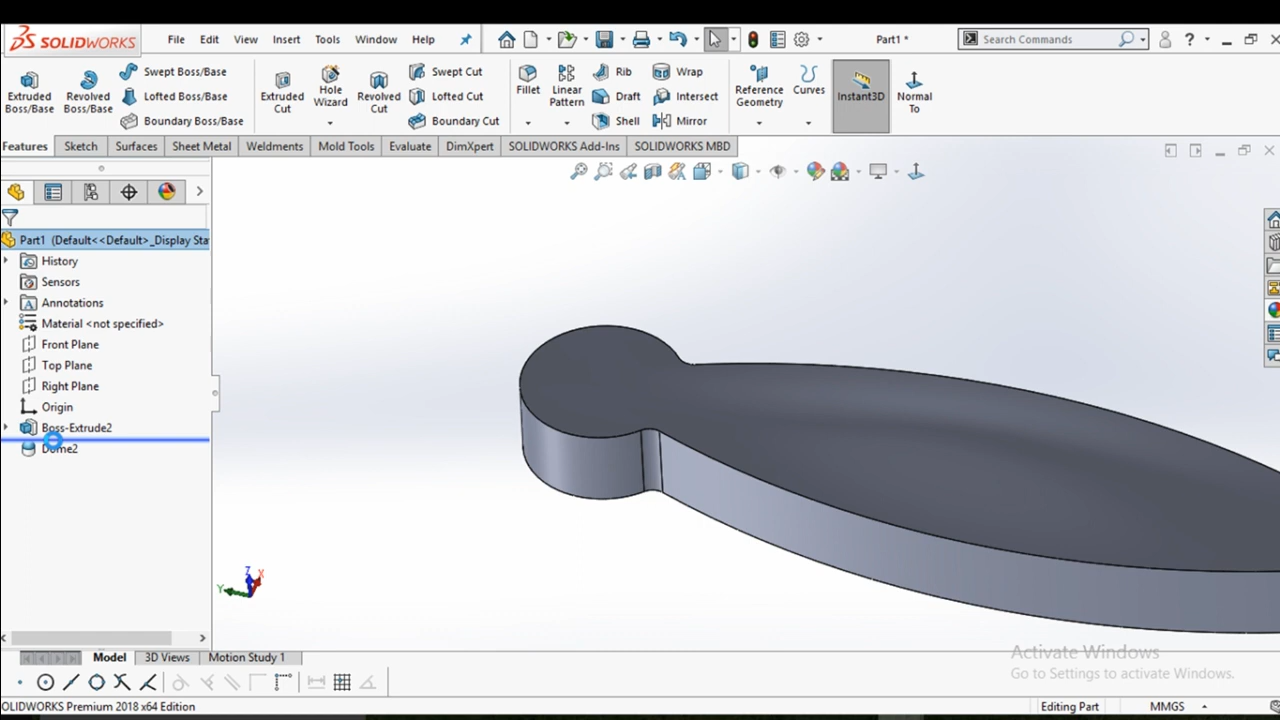 SOLIDWORKS
File Edit View Insert Tools Window Help
Part1 *
Search Commands
Extruded Boss/Base
Revolved Boss/Base
Swept Boss/Base
Lofted Boss/Base
Boundary Boss/Base
Extruded Cut
Hole Wizard
Revolved Cut
Swept Cut
Lofted Cut
Boundary Cut
Fillet
Linear Pattern
Rib
Draft
Shell
Wrap
Intersect
Mirror
Reference Geometry
Curves
Instant3D
Normal To
Features Sketch Surfaces Sheet Metal Weldments Mold Tools Evaluate DimXpert SOLIDWORKS Add-Ins SOLIDWORKS MBD
Part1 (Default<<Default>_Display Sta
History
Sensors
Annotations
Material <not specified>
Front Plane
Top Plane
Right Plane
Origin
Boss-Extrude2
Dome2
Z
X
Y
Model 3D Views Motion Study 1
Activate Windows
Go to Settings to activate Windows.
OLIDWORKS Premium 2018 x64 Edition
Editing Part
MMGS